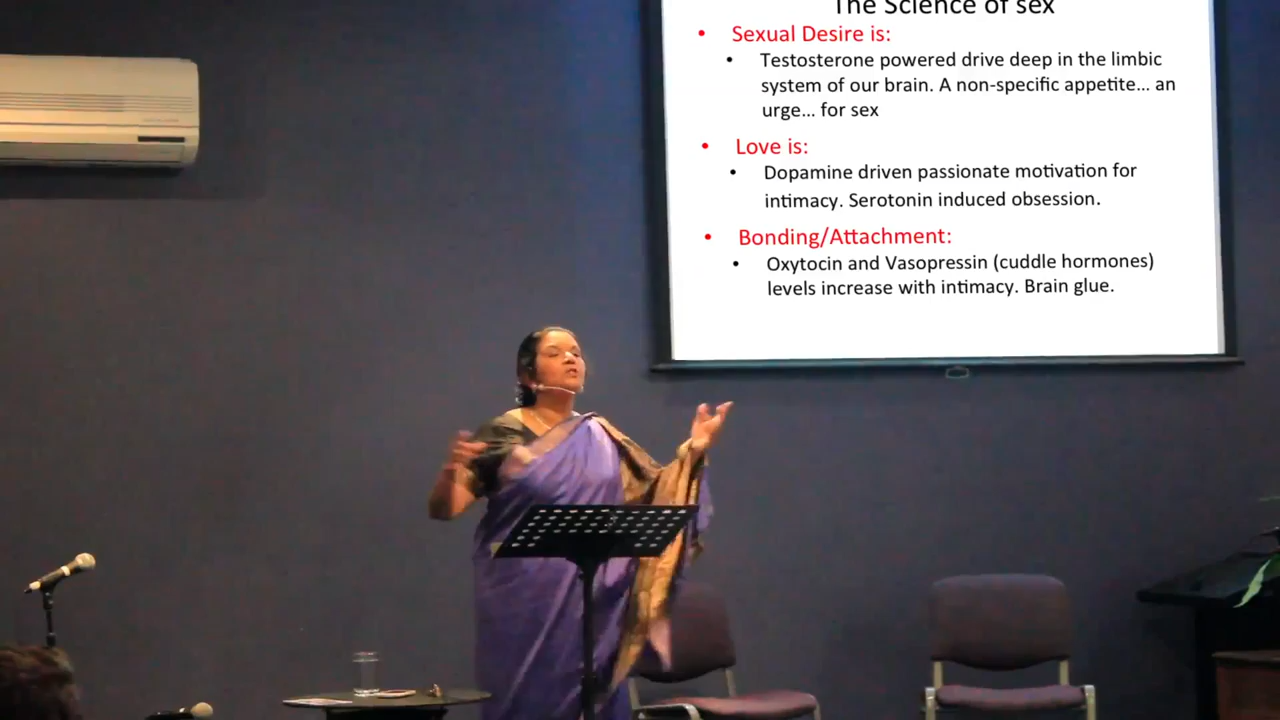 The Science of sex
• Sexual Desire is:
• Testosterone powered drive deep in the limbic
system of our brain. A non-specific appetite... an
urge... for sex
• Love is:
• Dopamine driven passionate motivation for
intimacy. Serotonin induced obsession.
• Bonding/Attachment:
• Oxytocin and Vasopressin (cuddle hormones)
levels increase with intimacy. Brain glue.